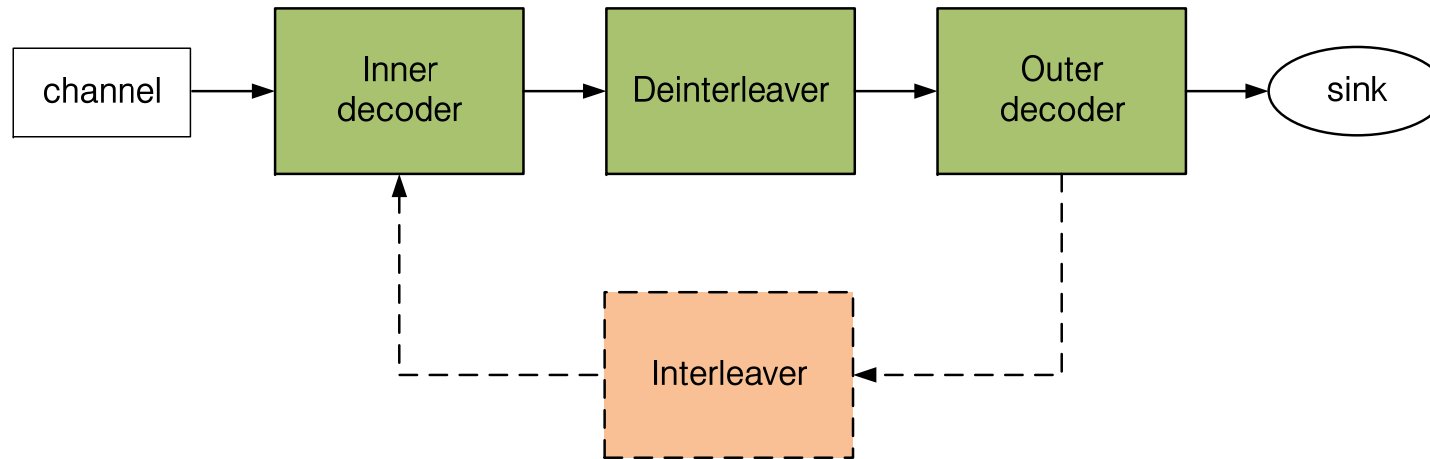 channel
Inner
decoder
Deinterleaver
Outer
decoder
sink
Interleaver